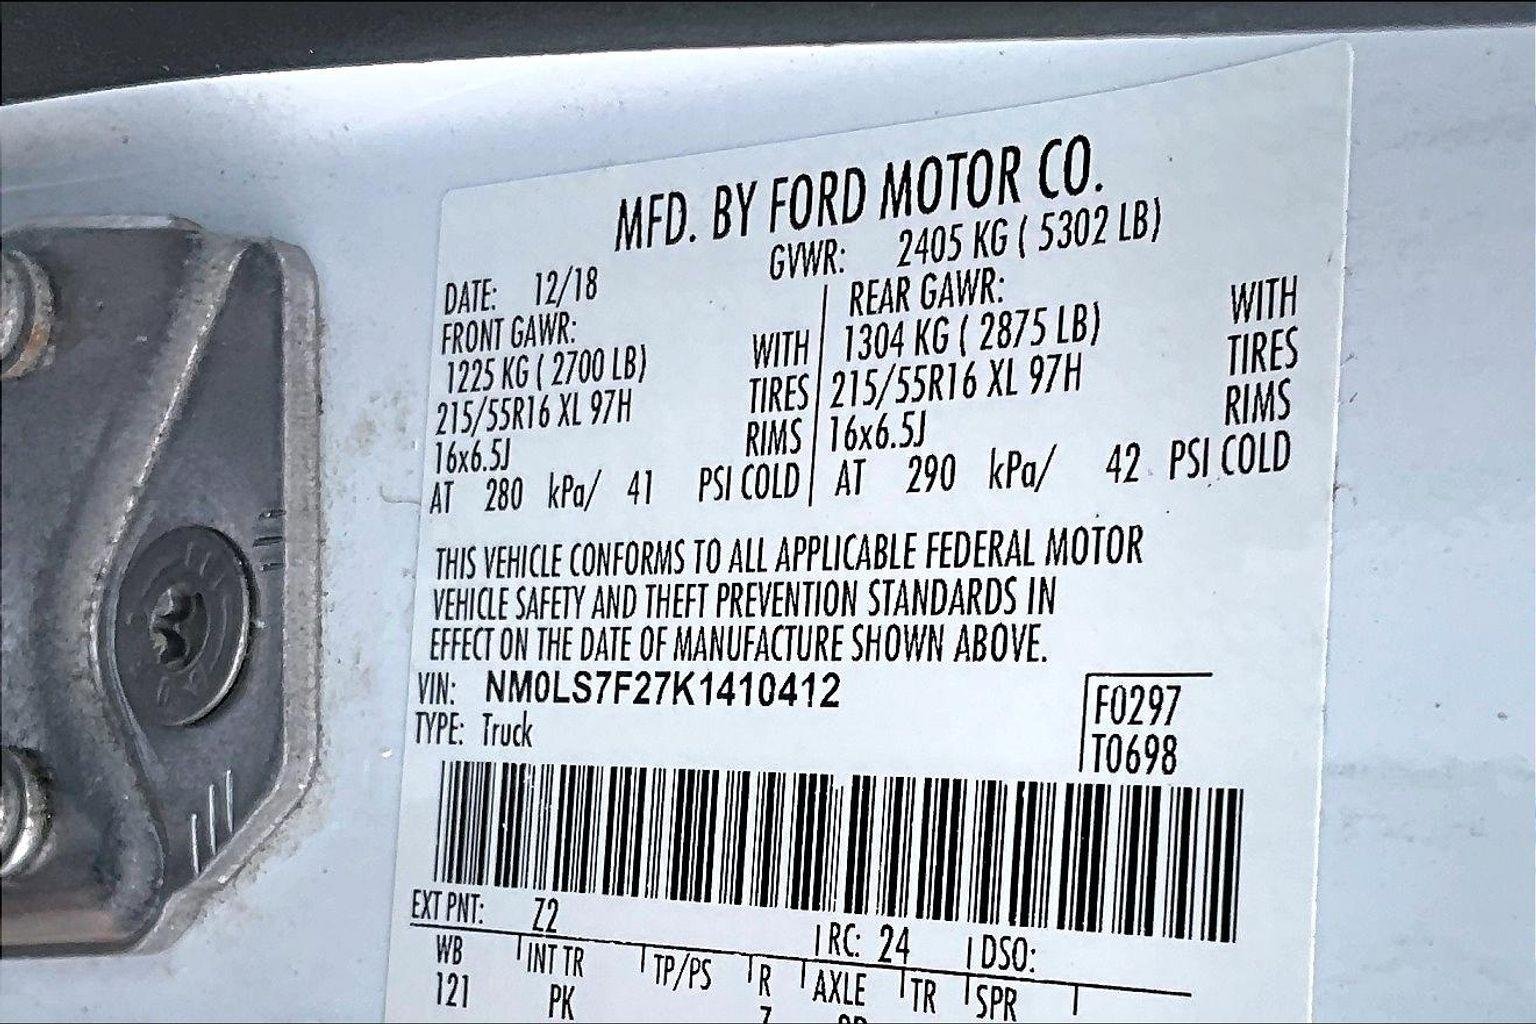 MFD. BY FORD MOTOR CO.
DATE: 12/18 GVWR: 2405 KG ( 5302 LB)
FRONT GAWR: REAR GAWR:
1225 KG ( 2700 LB) WITH 1304 KG ( 2875 LB) WITH
215/55R16 XL 97H TIRES 215/55R16 XL 97H TIRES
16x6.5J RIMS 16x6.5J RIMS
AT 280 kPa/ 41 PSI COLD AT 290 kPa/ 42 PSI COLD
THIS VEHICLE CONFORMS TO ALL APPLICABLE FEDERAL MOTOR
VEHICLE SAFETY AND THEFT PREVENTION STANDARDS IN
EFFECT ON THE DATE OF MANUFACTURE SHOWN ABOVE.
VIN: NM0LS7F27K1410412 F0297
TYPE: Truck T0698
EXT PNT: Z2 RC: 24 DSO:
WB INT TR TP/PS R AXLE TR SPR
121 PK